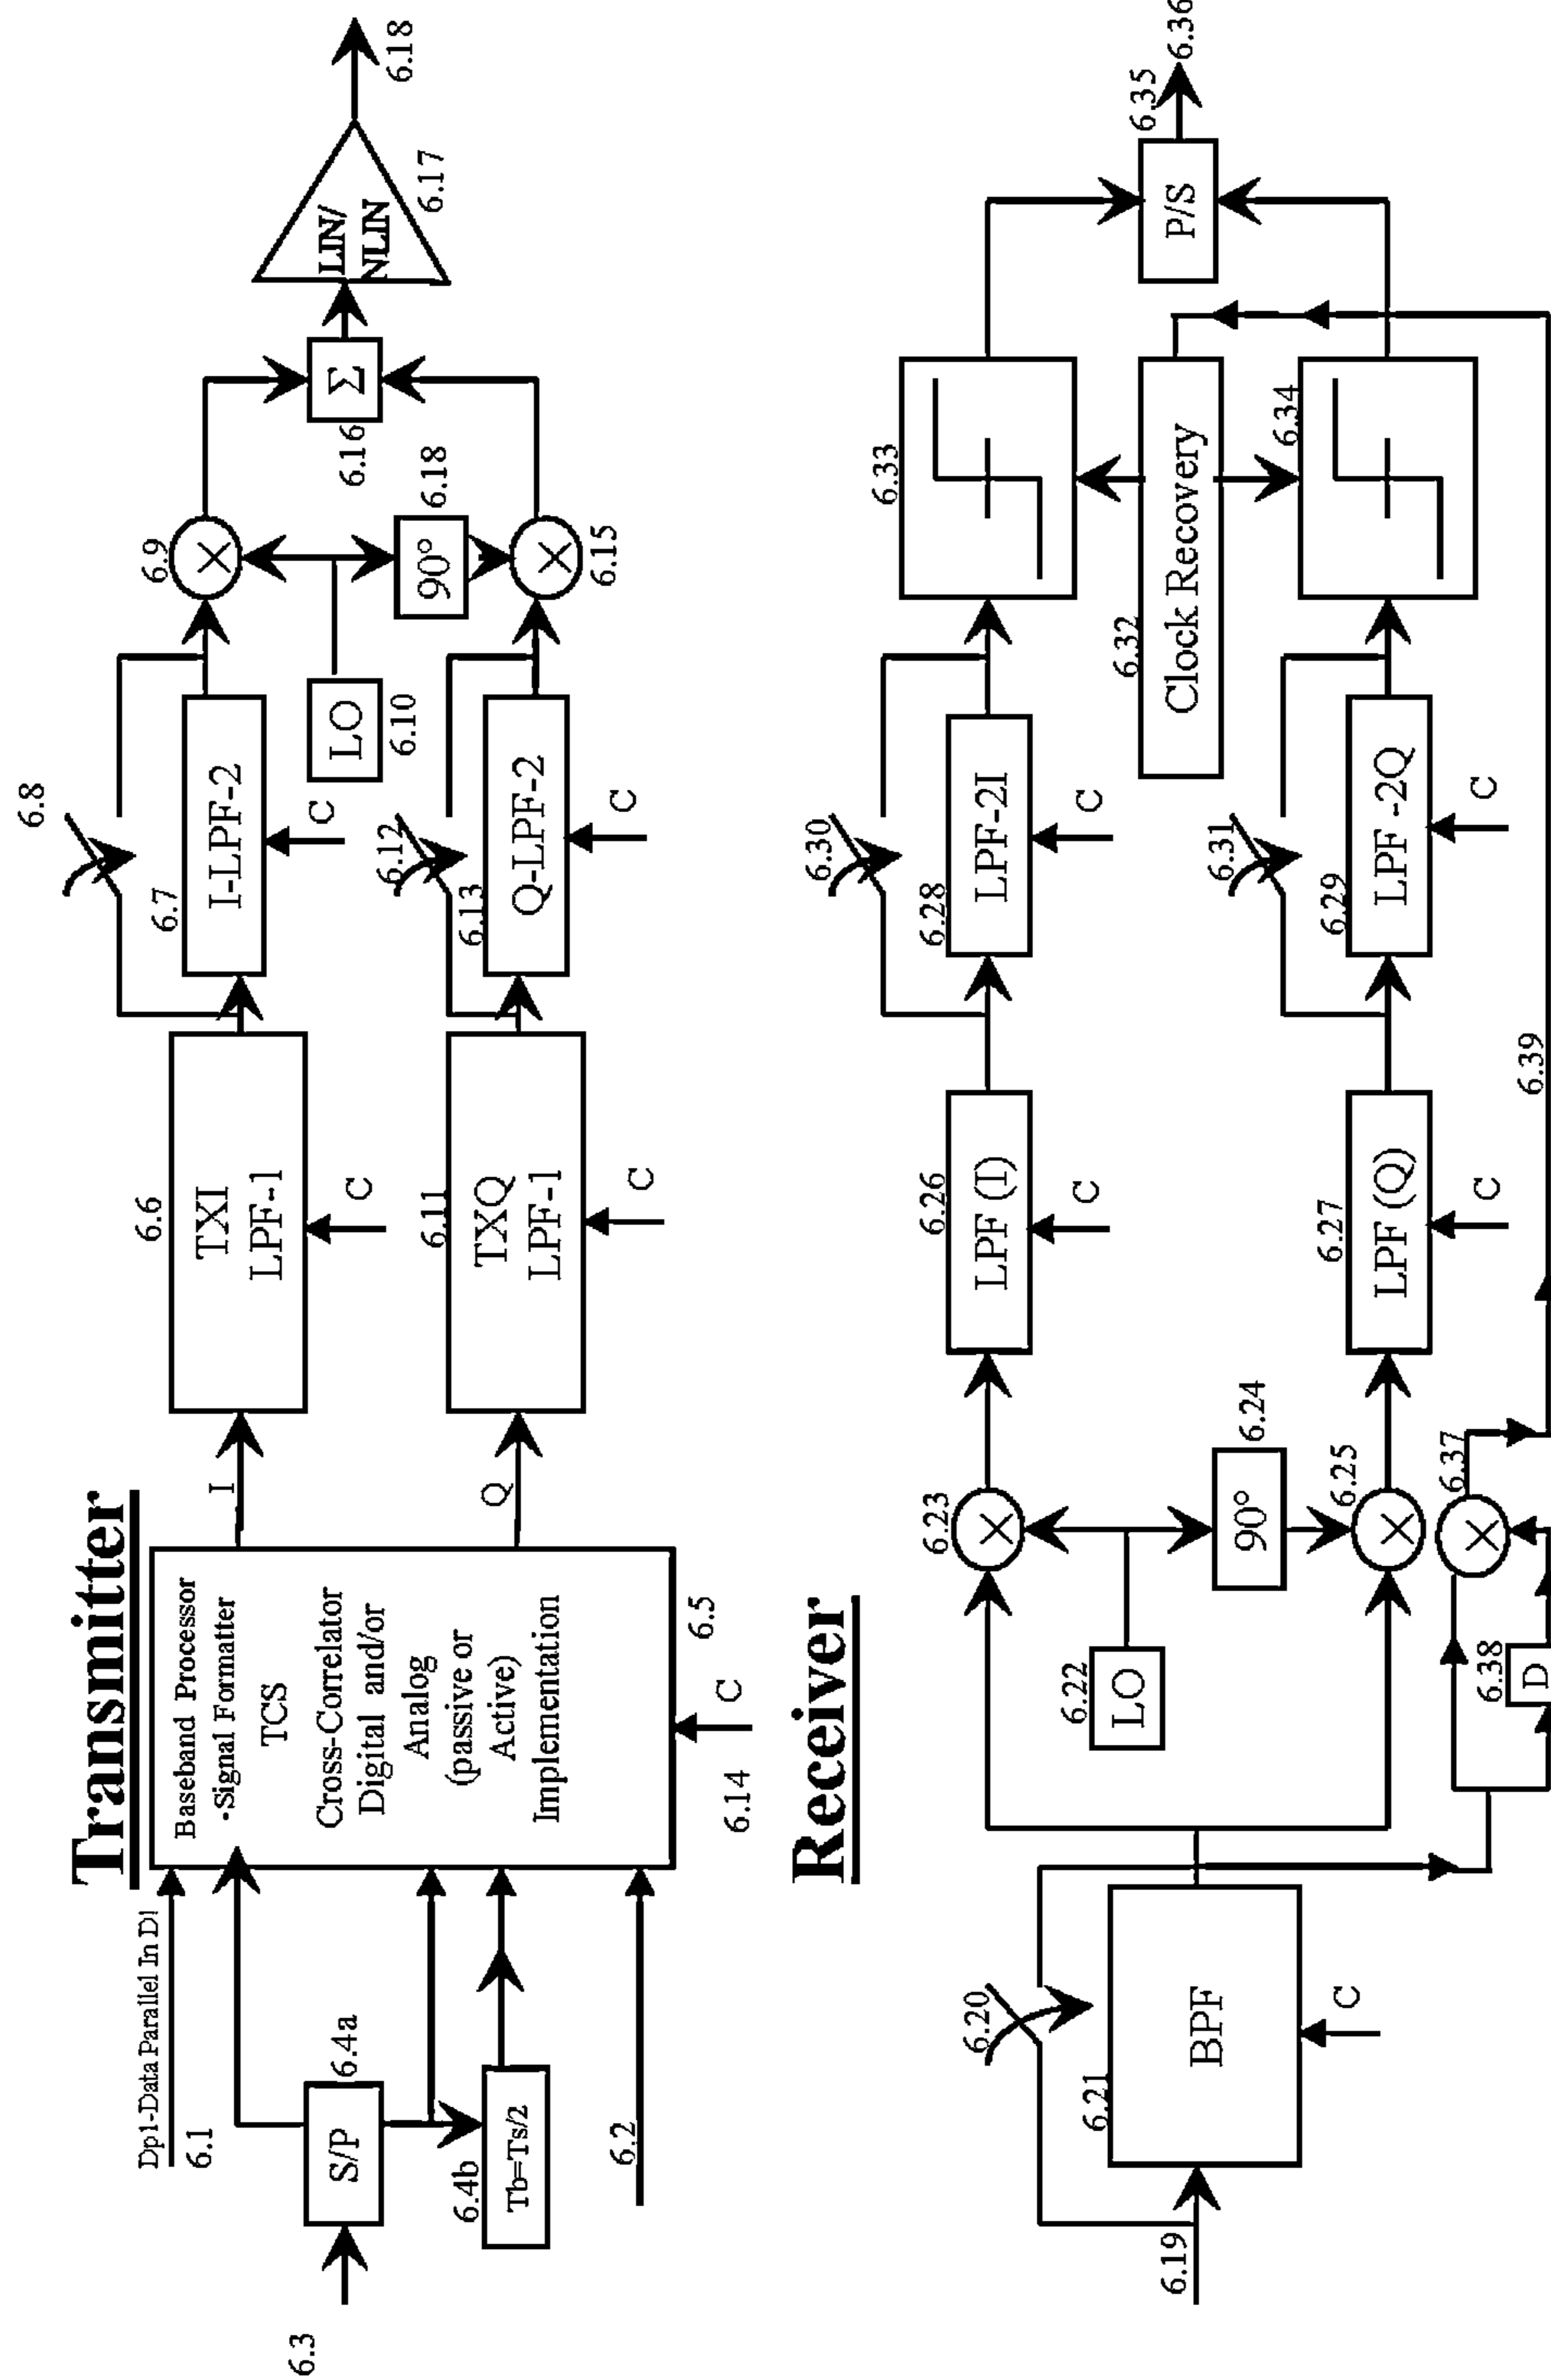 Transmitter
Dp1-Data Parallel In D!
6.1
6.3
S/P
6.4a
6.4b
Tb=Ts/2
6.2
Baseband Processor
-Signal Formatter
TCS
Cross-Correlator
Digital and/or
Analog
(passive or
Active)
Implementation
6.5
C
6.14
I
Q
6.6
TXI
LPF-1
C
6.11
TXQ
LPF-1
C
6.8
6.7
I-LPF-2
C
6.12
6.13
Q-LPF-2
C
LO
6.10
6.9
90°
6.18
6.15
6.16
Σ
LIN/
NLIN
6.17
6.18
Receiver
6.19
6.20
6.21
BPF
C
6.22
LO
6.23
90°
6.24
6.25
6.37
6.38
D
6.26
LPF (I)
C
6.27
LPF (Q)
C
6.39
6.30
6.28
LPF-2I
C
6.31
6.29
LPF -2Q
C
6.33
6.32
Clock Recovery
6.34
P/S
6.35
6.36